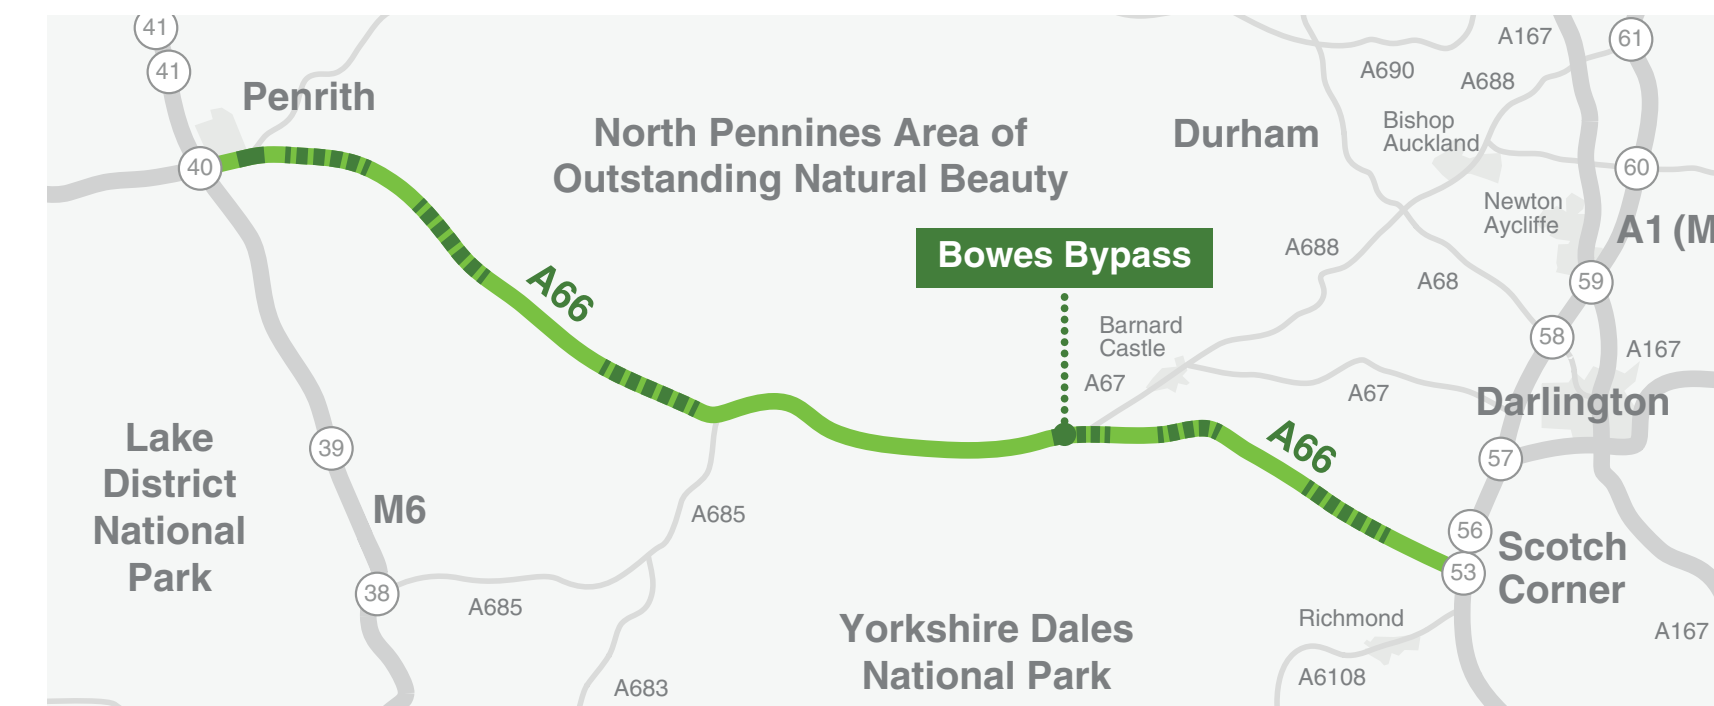 41
41
Penrith
40
North Pennines Area of
Outstanding Natural Beauty
Durham
A167
61
A690
A688
Bishop
Auckland
60
Newton
Aycliffe
A1 (M
Bowes Bypass
A688
A68
59
A66
Barnard
Castle
58
A167
A67
A67
Darlington
Lake
District
National
Park
39
M6
A66
57
A685
56
Scotch
Corner
53
38
A685
Yorkshire Dales
National Park
Richmond
A167
A683
A6108